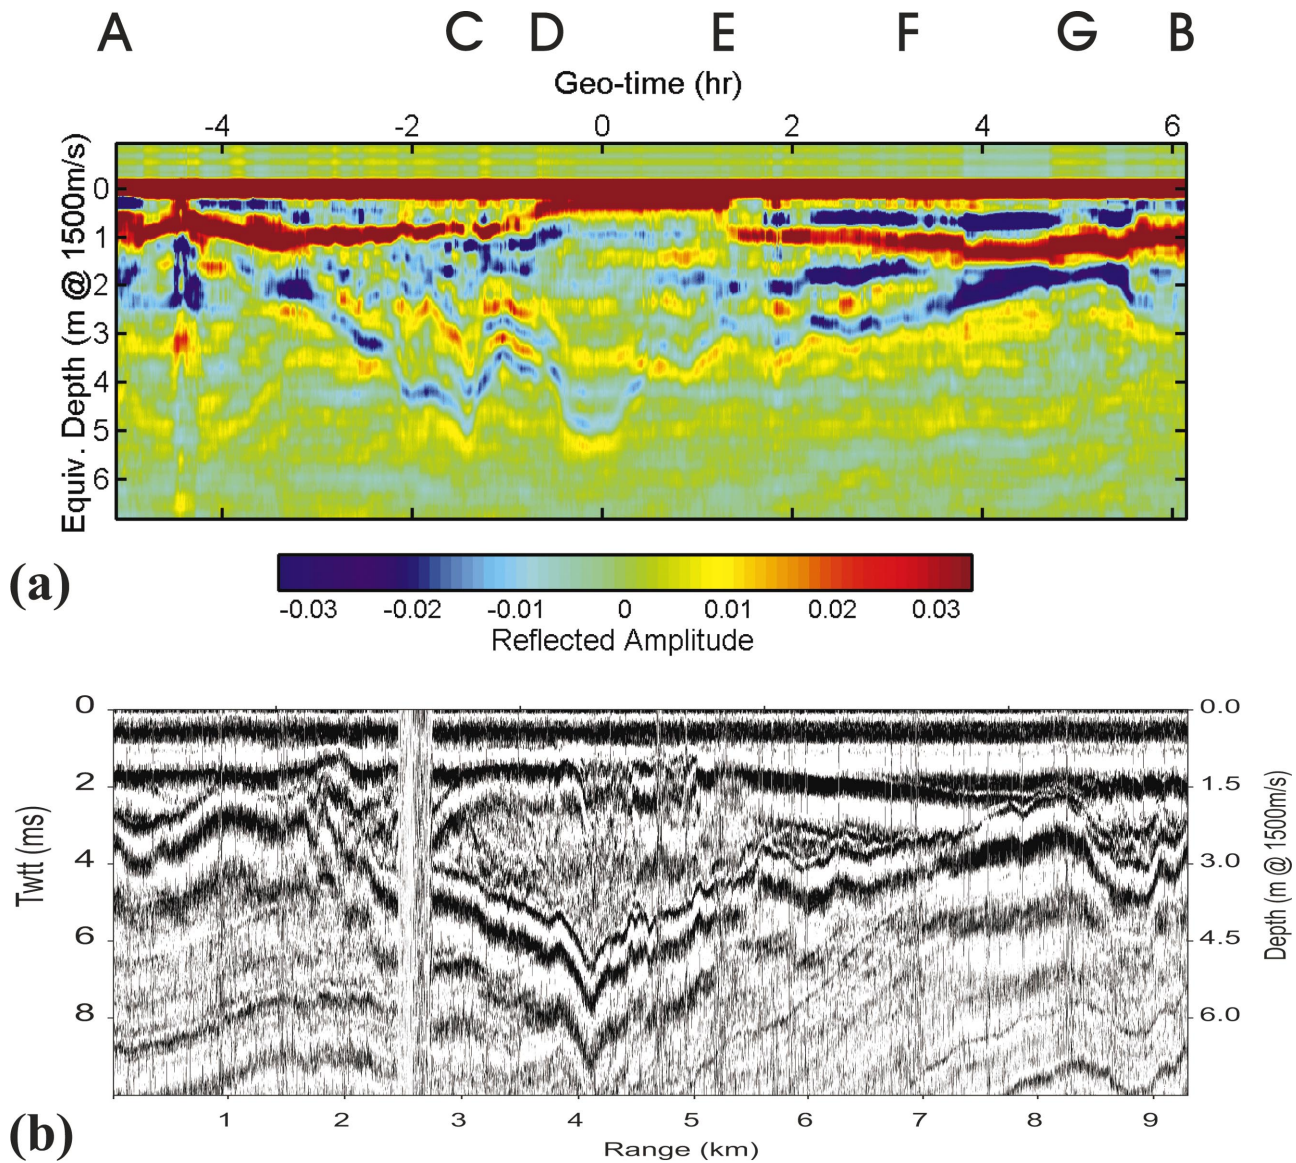 A C D E F G B
Geo-time (hr)
-4 -2 0 2 4 6
Equiv. Depth (m @ 1500m/s)
0
1
2
3
4
5
6
(a)
-0.03 -0.02 -0.01 0 0.01 0.02 0.03
Reflected Amplitude
Twtt (ms)
0
2
4
6
8
0.0
1.5
3.0
4.5
6.0
Depth (m @ 1500m/s)
1 2 3 4 5 6 7 8 9
Range (km)
(b)